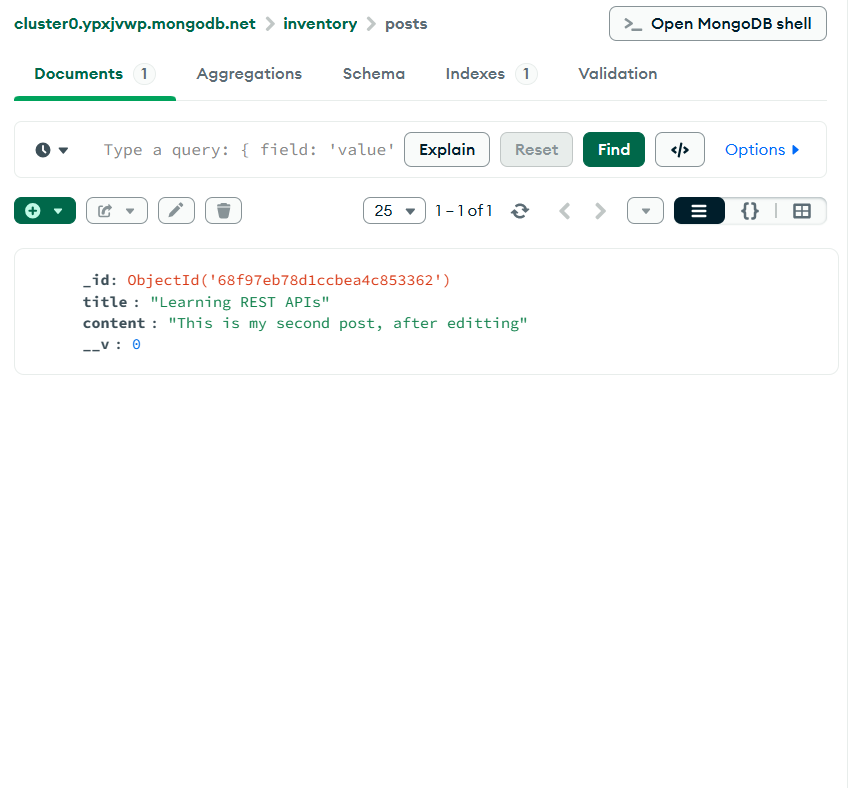 cluster0.ypxjvwp.mongodb.net > inventory > posts
>_ Open MongoDB shell
Documents 1 Aggregations Schema Indexes 1 Validation
Type a query: { field: 'value' Explain Reset Find </> Options
25 1 – 1 of 1 {}
_id: ObjectId('68f97eb78d1ccbea4c853362')
title : "Learning REST APIs"
content : "This is my second post, after editting"
__v : 0